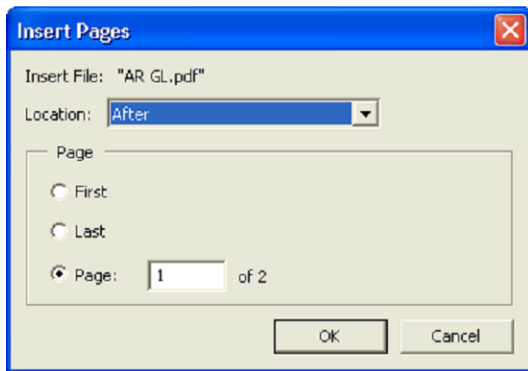 Insert Pages
Insert File: "AR GL.pdf"
Location: After
Page
First
Last
Page: 1 of 2
OK Cancel